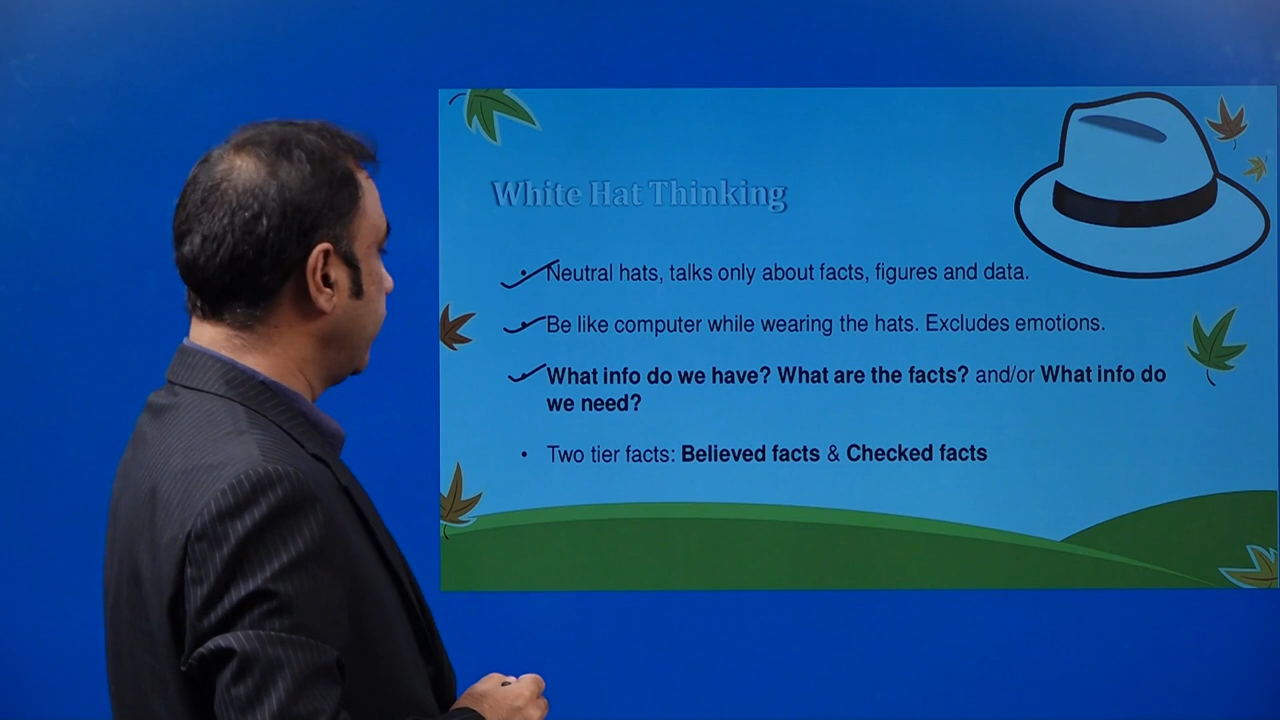 White Hat Thinking
• Neutral hats, talks only about facts, figures and data.
• Be like computer while wearing the hats. Excludes emotions.
• What info do we have? What are the facts? and/or What info do
we need?
• Two tier facts: Believed facts & Checked facts